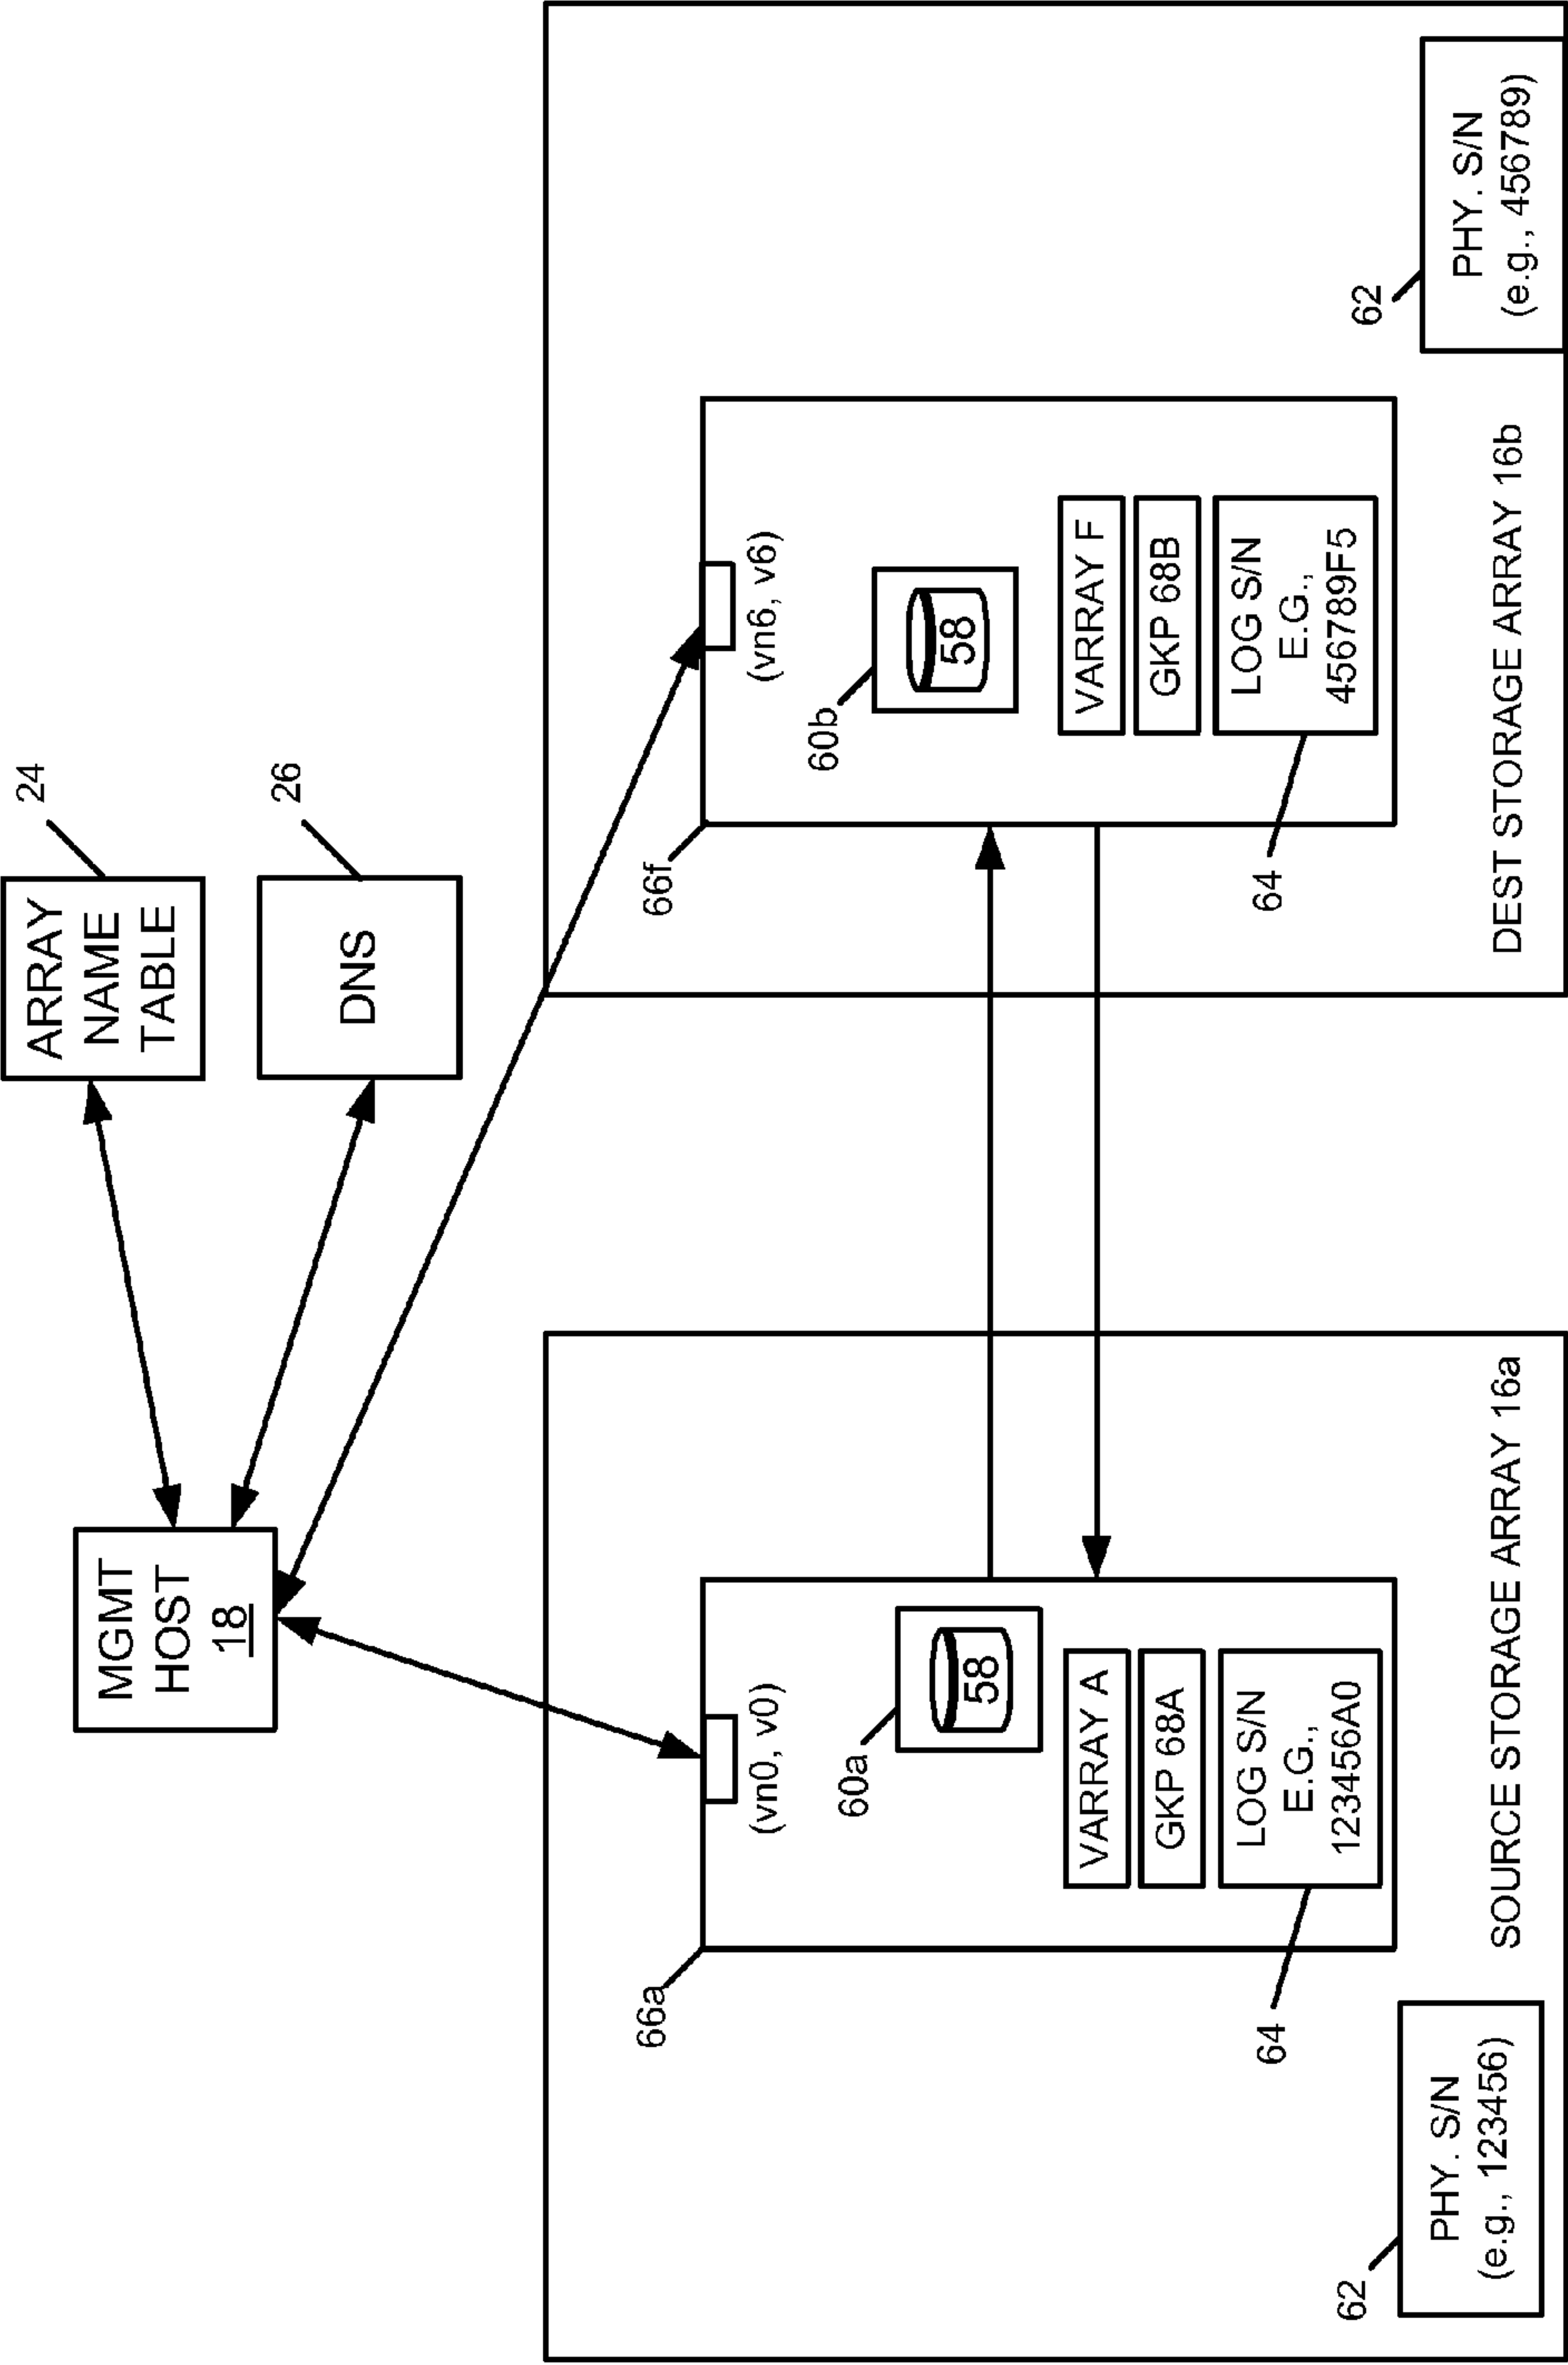 MGMT
HOST
18
ARRAY
NAME
TABLE
24
DNS
26
66a
(vn0, v0)
60a
58
VARRAY A
GKP 68A
LOG S/N
E.G.,
123456A0
64
62
PHY. S/N
(e.g., 123456)
SOURCE STORAGE ARRAY 16a
66f
(vn6, v6)
60b
58
VARRAY F
GKP 68B
LOG S/N
E.G.,
456789F5
64
62
PHY. S/N
(e.g., 456789)
DEST STORAGE ARRAY 16b